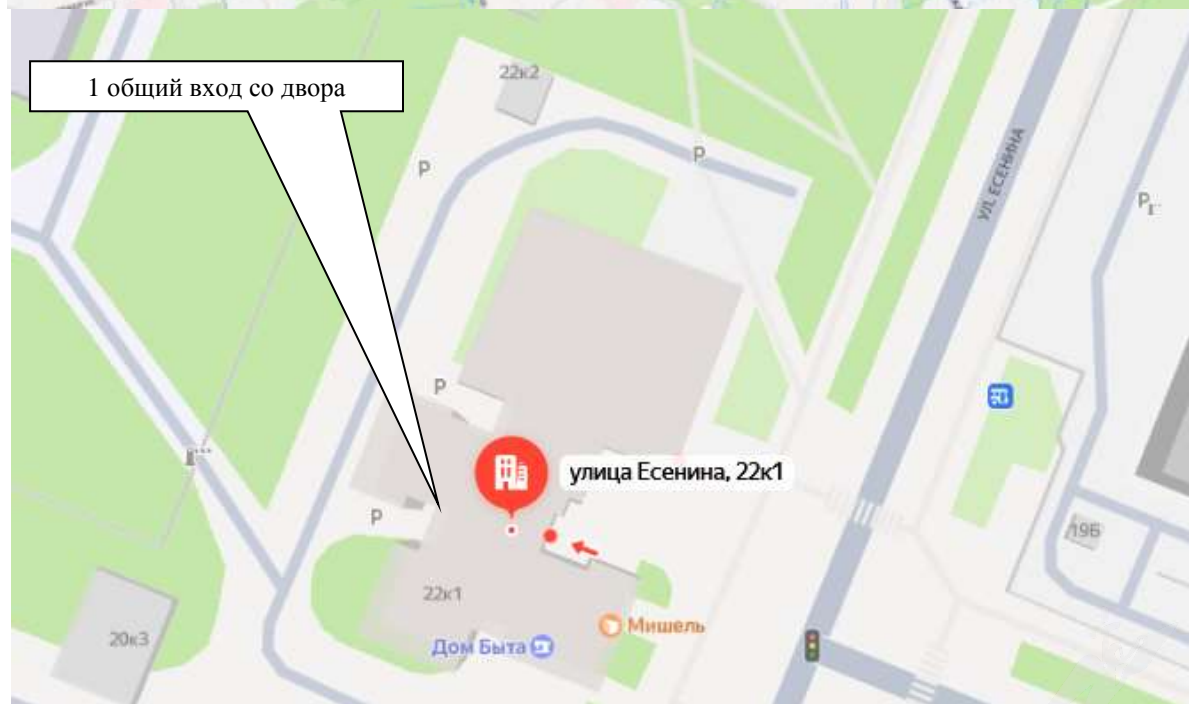 1 общий вход со двора
22к2
P
P
УЛ. ЕСЕНИНА
P
P
улица Есенина, 22к1
P
19Б
22к1
Мишель
20к3
Дом Быта